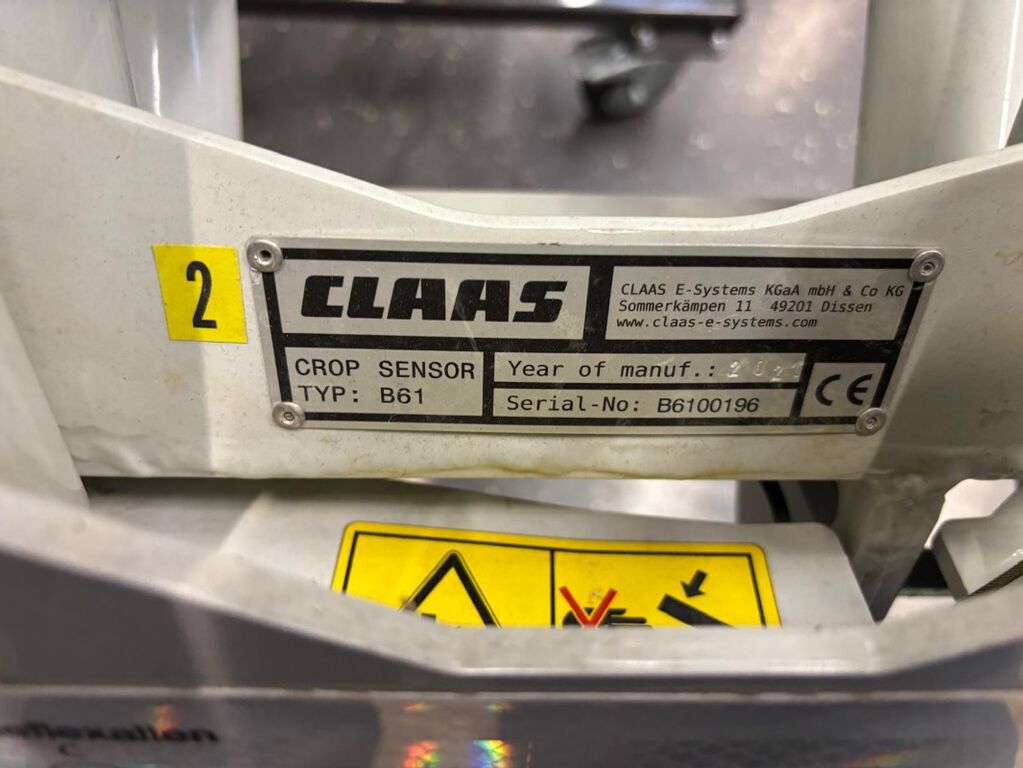 2
CLAAS
CLAAS E-Systems KGaA mbH & Co KG
Sommerkämpen 11 49201 Dissen
www.claas-e-systems.com
CROP SENSOR
TYP: B61
Year of manuf.:
Serial-No: B6100196
CE